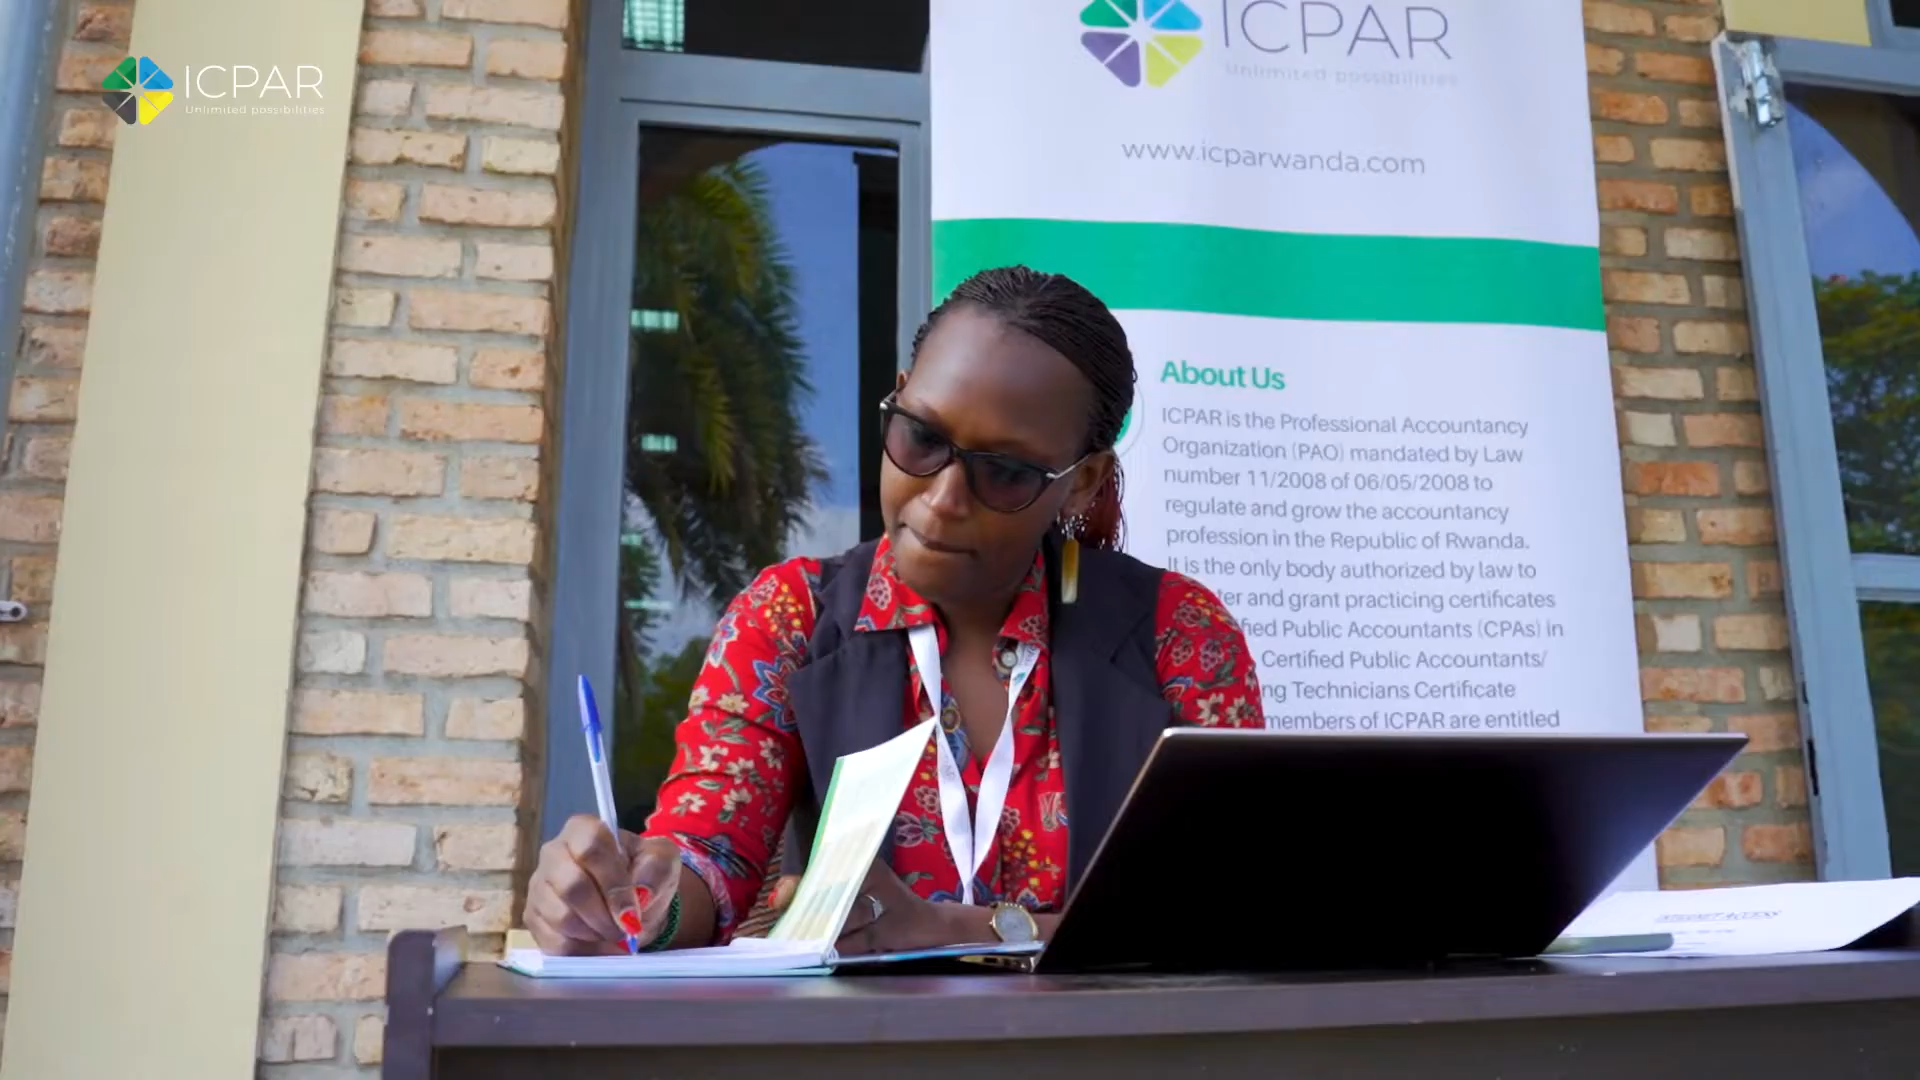 ICPAR
Unlimited possibilities
ICPAR
Unlimited possibilities
www.icparwanda.com
About Us
ICPAR is the Professional Accountancy
Organization (PAO) mandated by Law
number 11/2008 of 06/05/2008 to
regulate and grow the accountancy
profession in the Republic of Rwanda.
It is the only body authorized by law to
and grant practicing certificates
Public Accountants (CPAs) in
Certified Public Accountants/
Technicians Certificate
members of ICPAR are entitled
INTERNET ACCESS